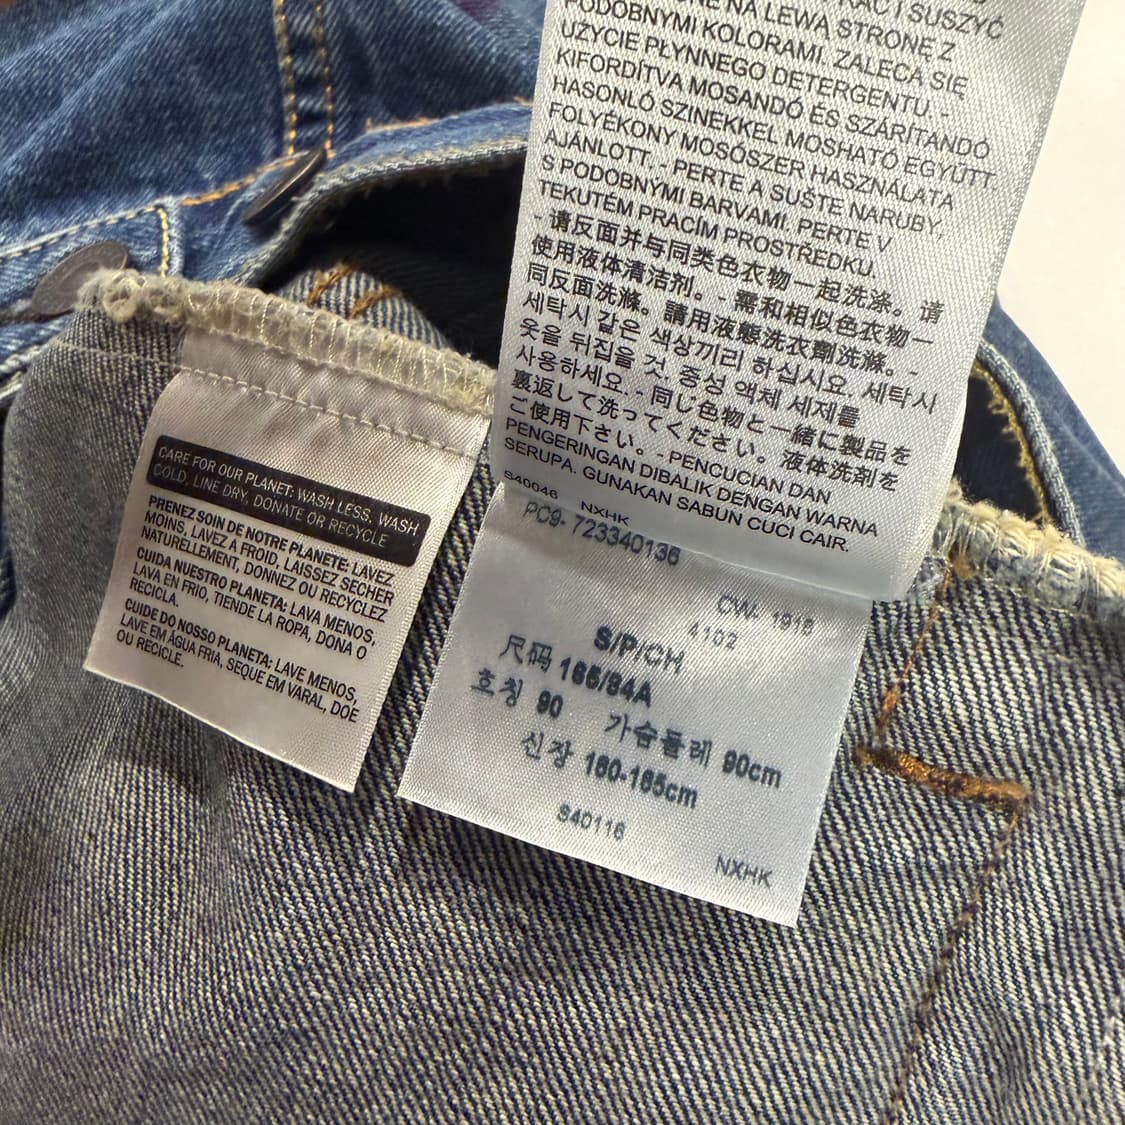 CARE FOR OUR PLANET: WASH LESS, WASH
COLD, LINE DRY, DONATE OR RECYCLE
PRENEZ SOIN DE NOTRE PLANETE: LAVEZ
MOINS, LAVEZ À FROID, LAISSEZ SÉCHER
NATURELLEMENT, DONNEZ OU RECYCLEZ
CUIDA NUESTRO PLANETA: LAVA MENOS,
LAVA EN FRIO, TIENDE LA ROPA, DONA O
RECICLA.
CUIDE DO NOSSO PLANETA: LAVE MENOS,
LAVE EM ÁGUA FRIA, SEQUE EM VARAL, DOE
OU RECICLE.
I SUSZYĆ
NA LEWĄ STRONĘ Z
PODOBNYMI KOLORAMI. ZALECA SIĘ
UŻYCIE PŁYNNEGO DETERGENTU. -
KIFORDÍTVA MOSANDÓ ÉS SZÁRÍTANDÓ
HASONLÓ SZINEKKEL MOSHATÓ EGYÜTT.
FOLYÉKONY MOSÓSZER HASZNÁLATA
AJÁNLOTT. - PERTE A SUŠTE NARUBY,
S PODOBNÝMI BARVAMI. PERTE V
TEKUTÉM PRACÍM PROSTŘEDKU.
- 请反面并与同类色衣物一起洗涤。请
使用液体清洁剂。- 需和相似色衣物一
同反面洗滌。請用液態洗衣劑洗滌。-
세탁시 같은 색상끼리 하십시요. 세탁시
옷을 뒤집을 것. 중성 액체 세제를
사용하세요. - 同じ色物と一緒に製品を
裏返して洗ってください。液体洗剤を
ご使用下さい。- PENCUCIAN DAN
PENGERINGAN DIBALIK DENGAN WARNA
SERUPA. GUNAKAN SABUN CUCI CAIR.
S40046 NXHK
PC9- 723340136
CW- 1918
4102
S/P/CH
尺码 165/84A
호칭 90 가슴둘레 90cm
신장 160-165cm
S40116
NXHK